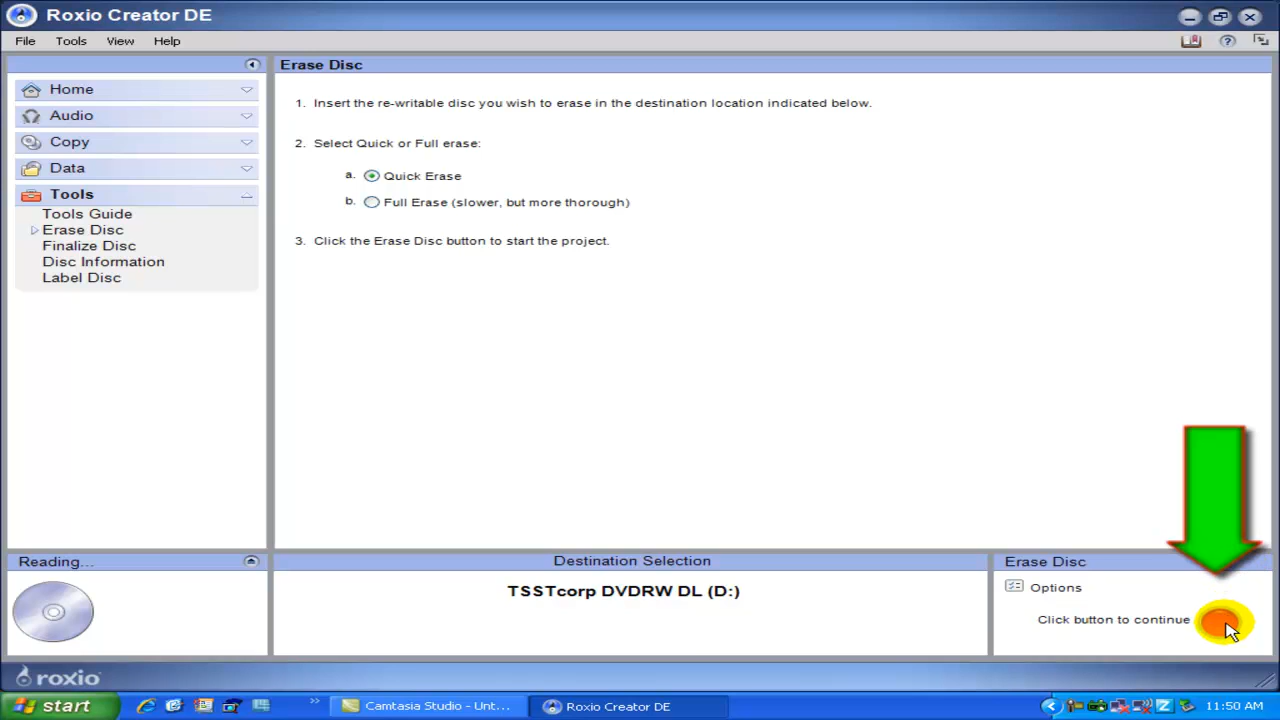 Roxio Creator DE
File Tools View Help
Home
Audio
Copy
Data
Tools
Tools Guide
Erase Disc
Finalize Disc
Disc Information
Label Disc
Erase Disc
1. Insert the re-writable disc you wish to erase in the destination location indicated below.
2. Select Quick or Full erase:
a. Quick Erase
b. Full Erase (slower, but more thorough)
3. Click the Erase Disc button to start the project.
Reading...
Destination Selection
TSSTcorp DVDRW DL (D:)
Erase Disc
Options
Click button to continue
roxio
start
Camtasia Studio - Unt...
Roxio Creator DE
11:50 AM